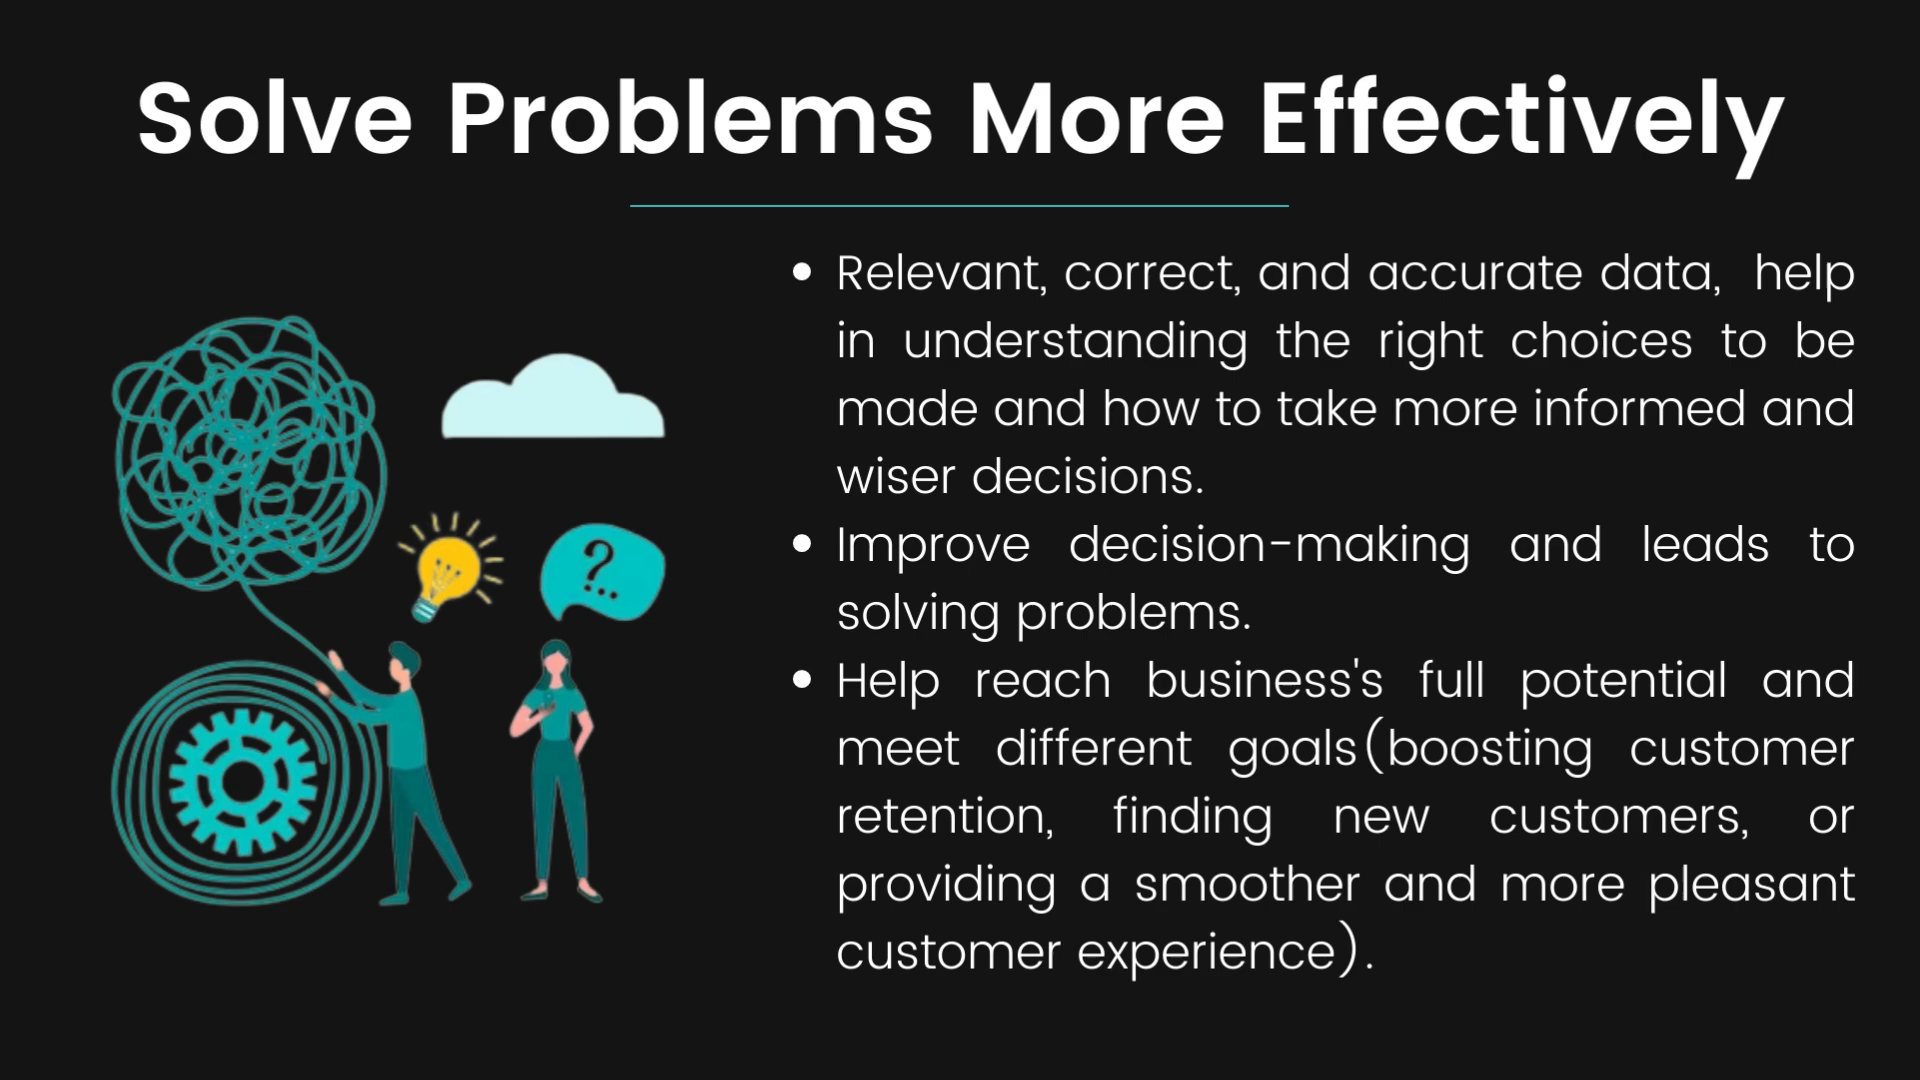 Solve Problems More Effectively
• Relevant, correct, and accurate data,  help
in understanding the right choices to be
made and how to take more informed and
wiser decisions.
• Improve decision-making and leads to
solving problems.
• Help reach business's full potential and
meet different goals(boosting customer
retention, finding new customers, or
providing a smoother and more pleasant
customer experience).
?...